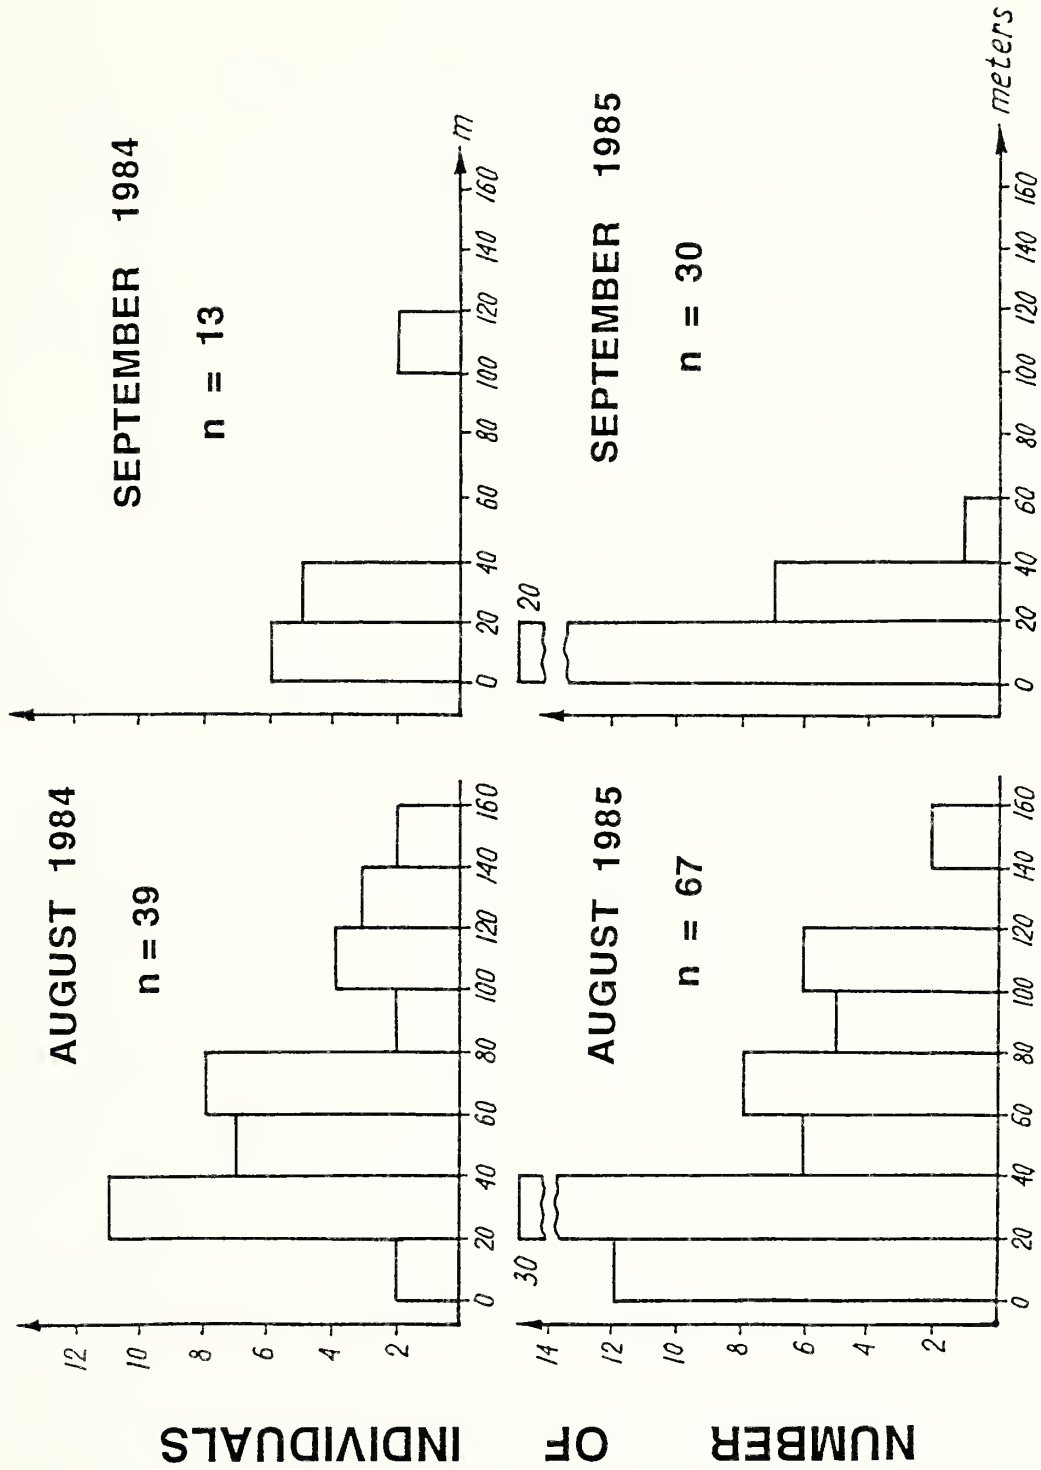 NUMBER OF INDIVIDUALS
AUGUST 1984
n = 39
12
10
8
6
4
2
0 20 40 60 80 100 120 140 160
SEPTEMBER 1984
n = 13
0 20 40 60 80 100 120 140 160 m
AUGUST 1985
n = 67
30
14
12
10
8
6
4
2
0 20 40 60 80 100 120 140 160
SEPTEMBER 1985
n = 30
20
0 20 40 60 80 100 120 140 160 meters